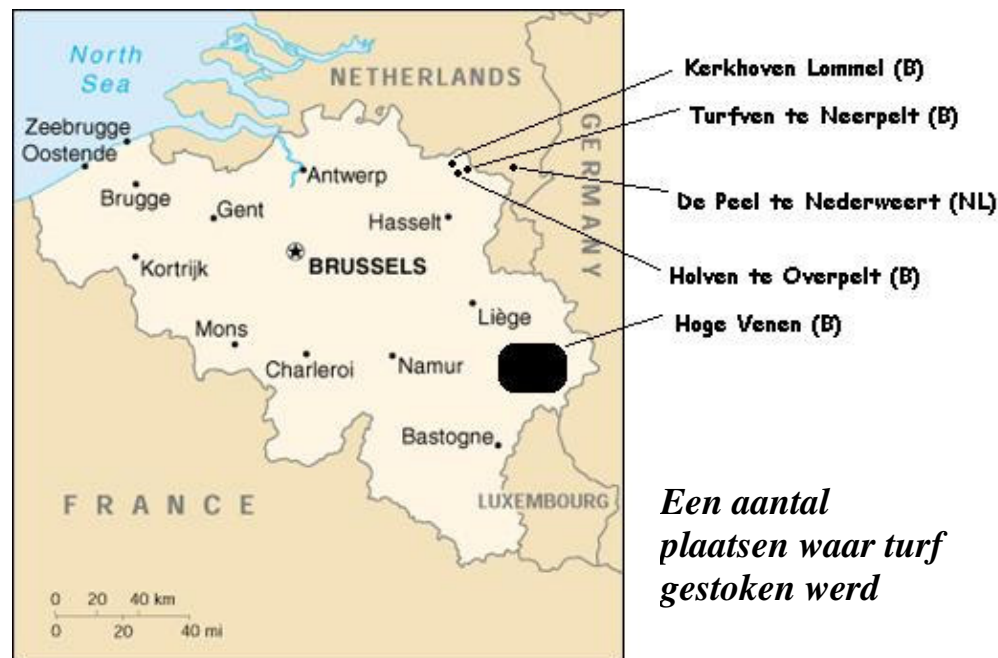 North
Sea
NETHERLANDS
Zeebrugge
Oostende
Brugge
Gent
Antwerp
Hasselt
GERMANY
Kortrijk
BRUSSELS
Liège
Mons
Charleroi
Namur
Bastogne
FRANCE
LUXEMBOURG
0 20 40 km
0 20 40 mi
Kerkhoven Lommel (B)
Turfven te Neerpelt (B)
De Peel te Nederweert (NL)
Holven te Overpelt (B)
Hoge Venen (B)
Een aantal
plaatsen waar turf
gestoken werd